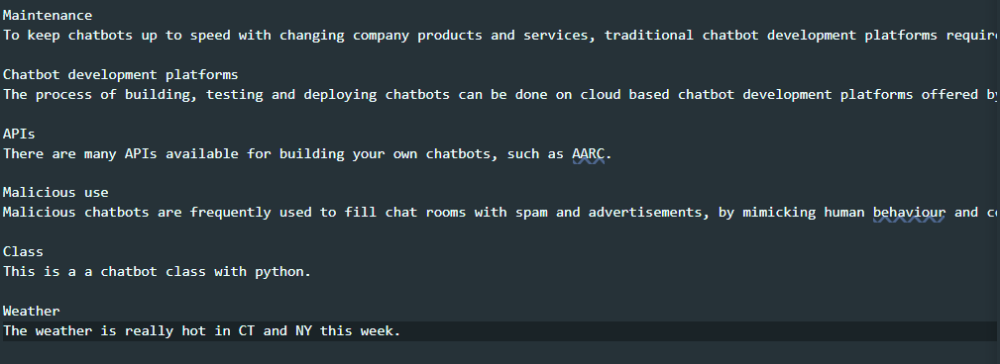 Maintenance
To keep chatbots up to speed with changing company products and services, traditional chatbot development platforms require
Chatbot development platforms
The process of building, testing and deploying chatbots can be done on cloud based chatbot development platforms offered by
APIs
There are many APIs available for building your own chatbots, such as AARC.
Malicious use
Malicious chatbots are frequently used to fill chat rooms with spam and advertisements, by mimicking human behaviour and
Class
This is a a chatbot class with python.
Weather
The weather is really hot in CT and NY this week.